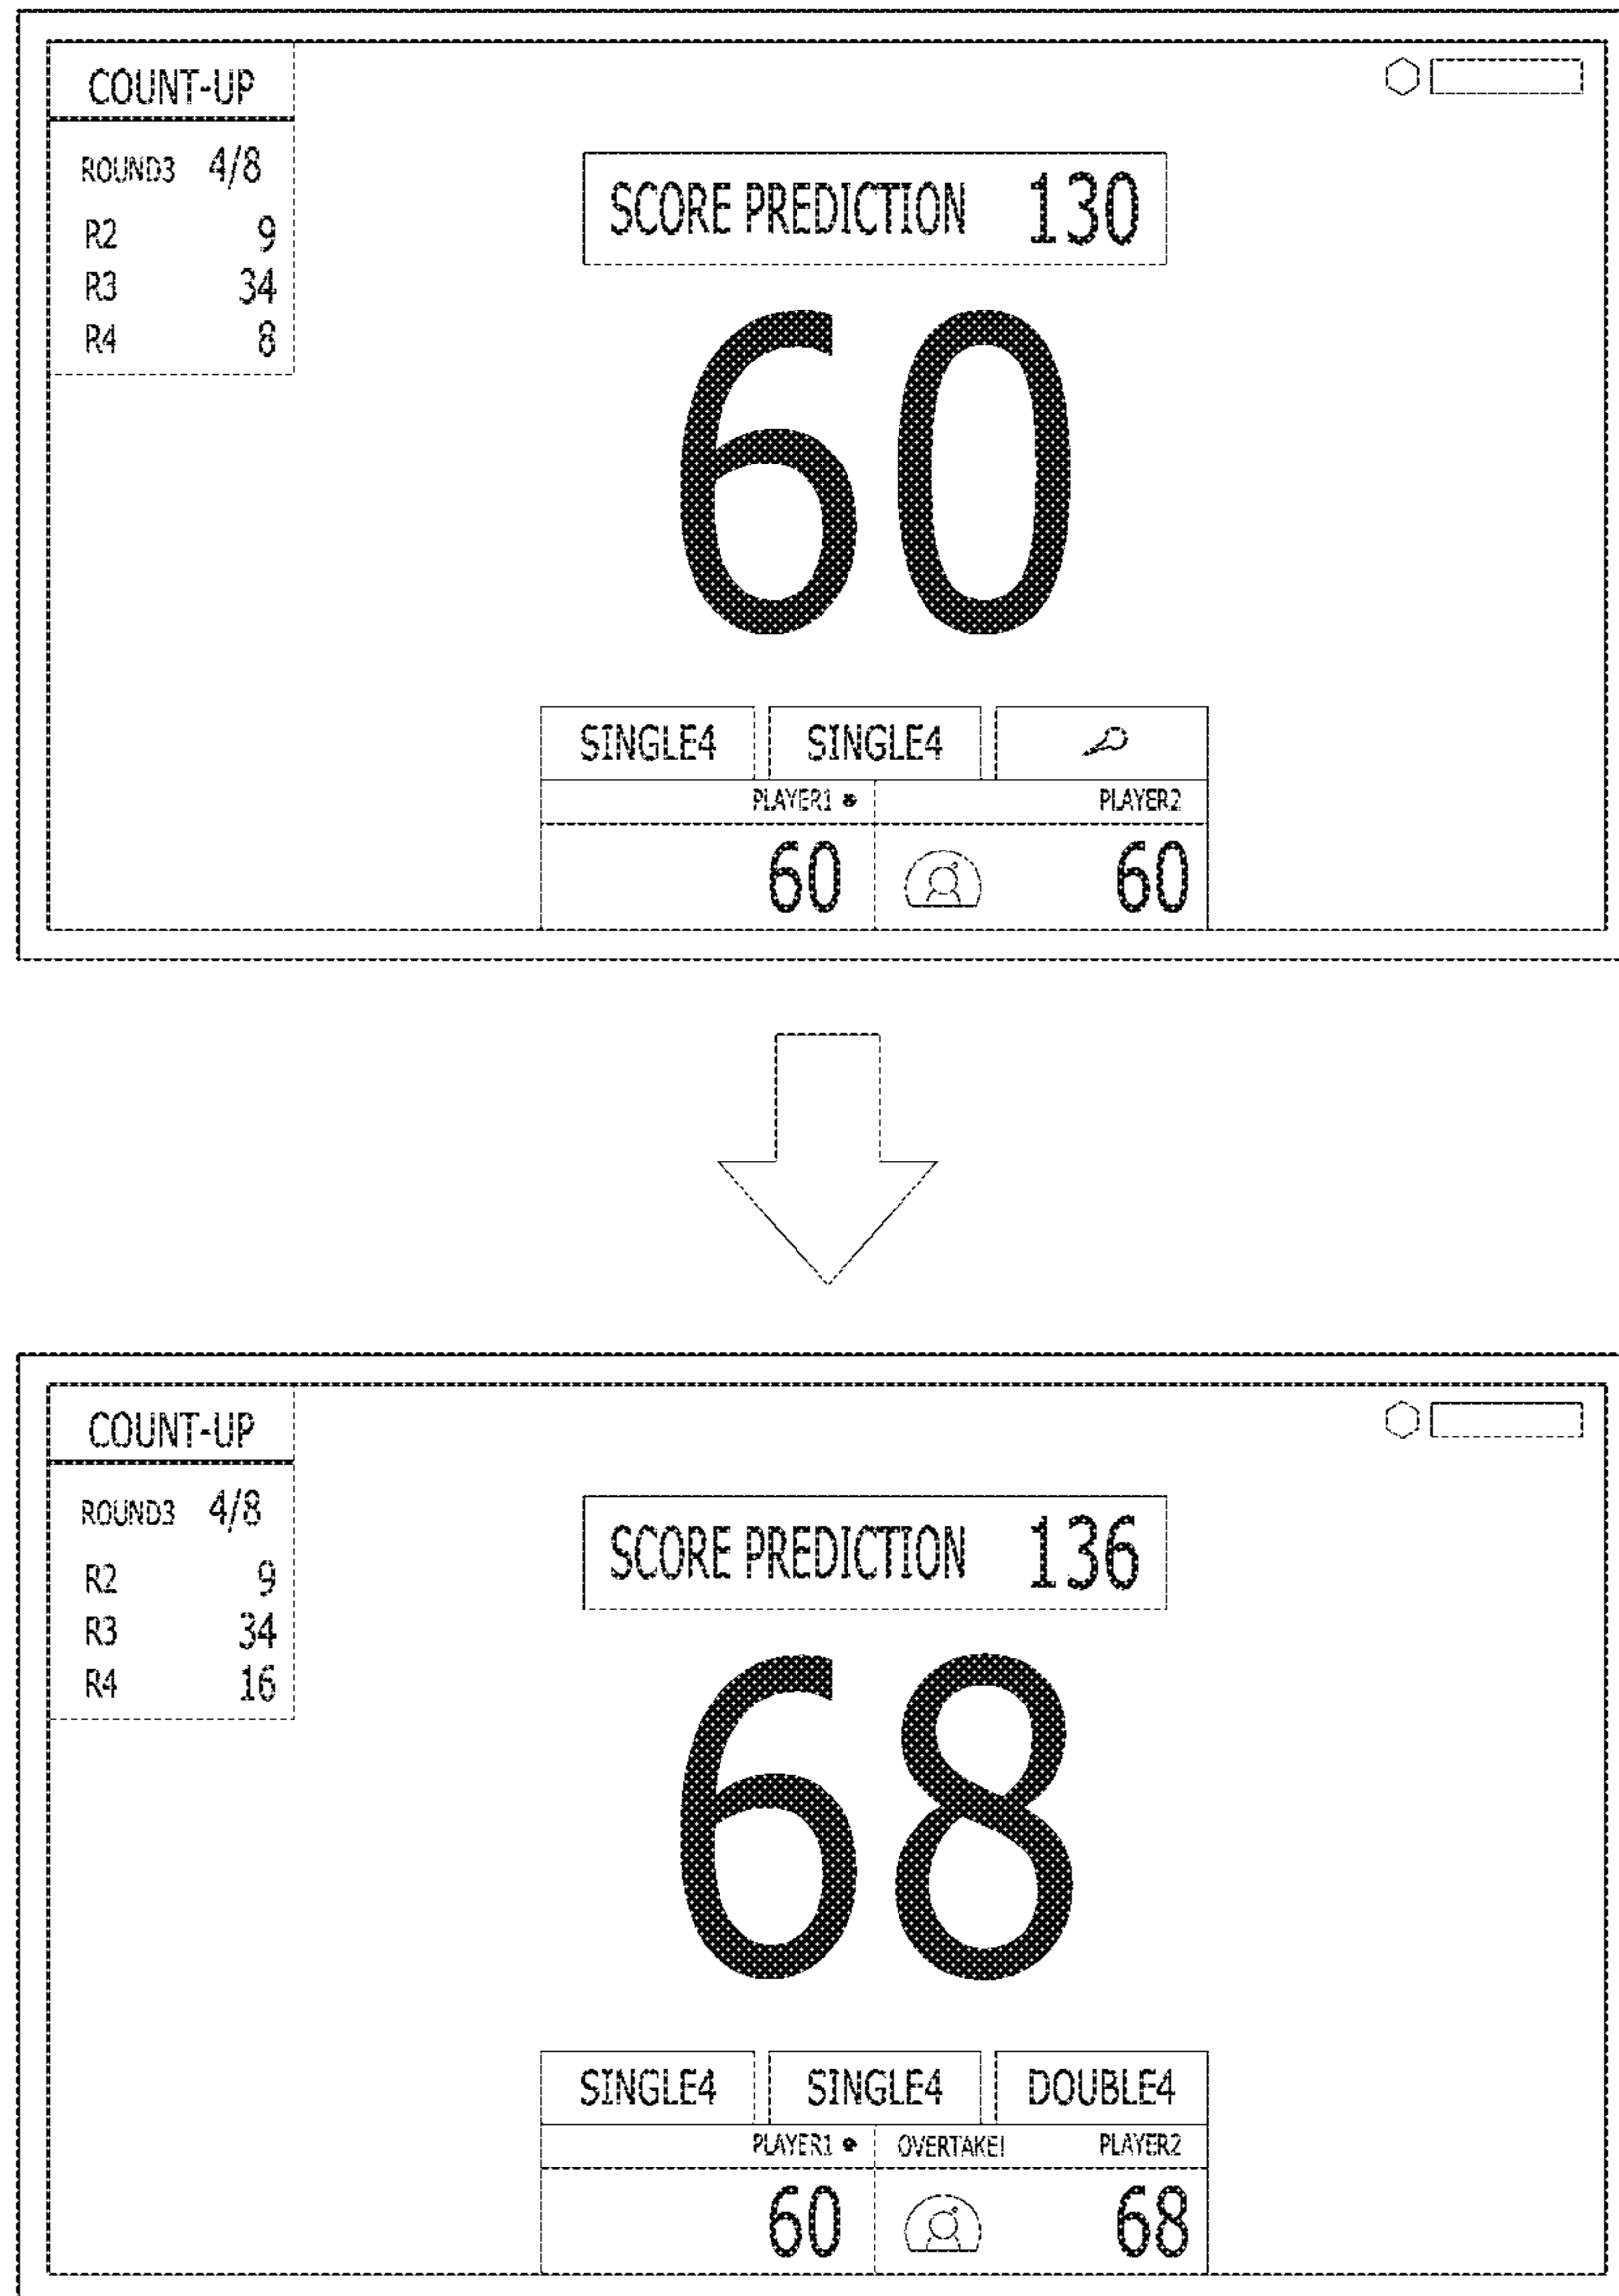 COUNT-UP
ROUND3 4/8
R2 9
R3 34
R4 8
SCORE PREDICTION 130
60
SINGLE4 SINGLE4
PLAYER1 PLAYER2
60 60
COUNT-UP
ROUND3 4/8
R2 9
R3 34
R4 16
SCORE PREDICTION 136
68
SINGLE4 SINGLE4 DOUBLE4
PLAYER1 OVERTAKE! PLAYER2
60 68